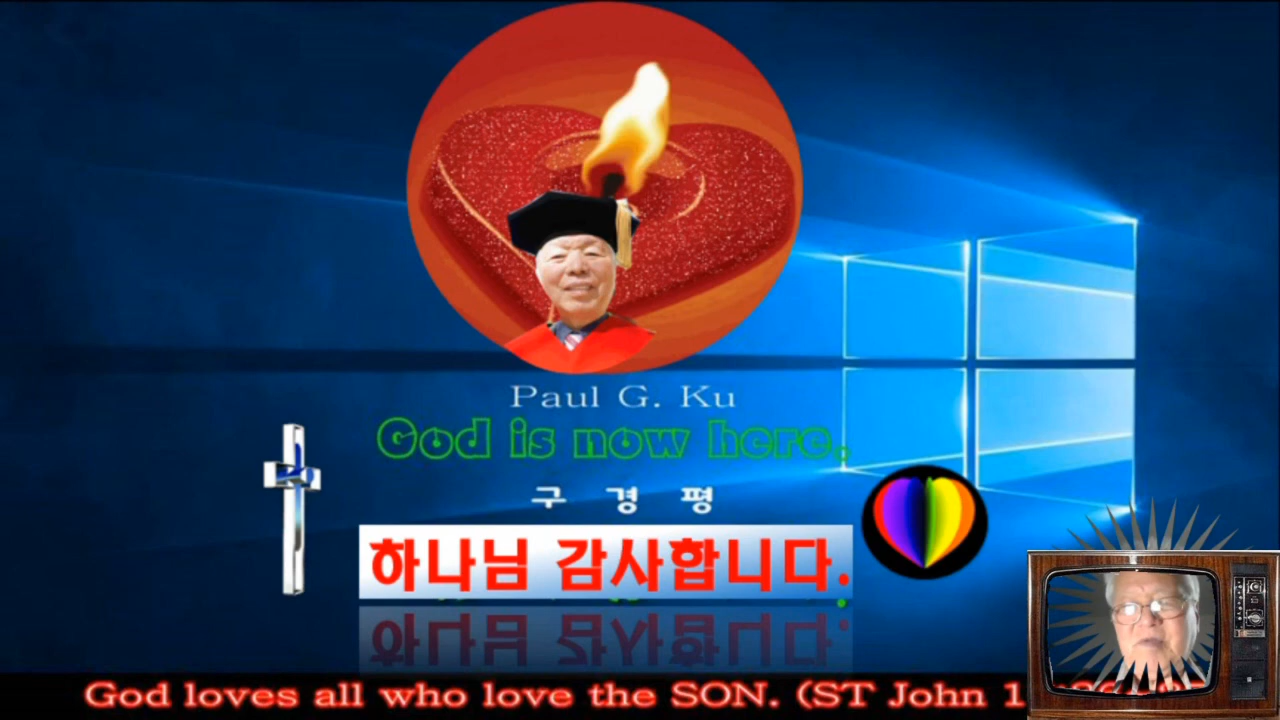 Paul G. Ku
God is now here.
구 경 평
하나님 감사합니다.
God loves all who love the SON. (ST John 1